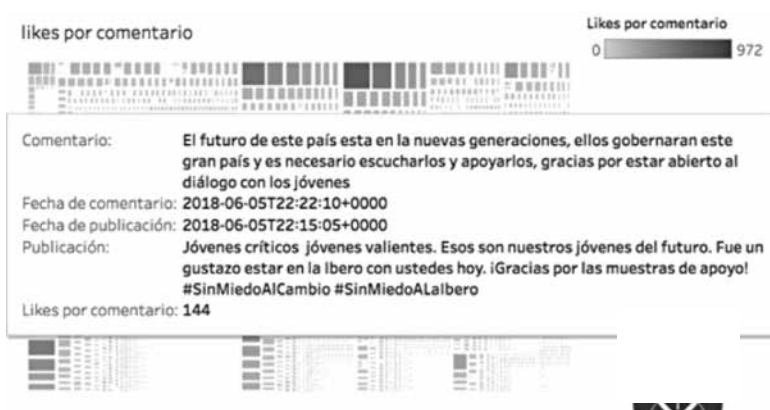 likes por comentario
Likes por comentario
0 972
Comentario: El futuro de este país esta en la nuevas generaciones, ellos gobernaran este
gran país y es necesario escucharlos y apoyarlos, gracias por estar abierto al
diálogo con los jóvenes
Fecha de comentario: 2018-06-05T22:22:10+0000
Fecha de publicación: 2018-06-05T22:15:05+0000
Publicación: Jóvenes críticos jóvenes valientes. Esos son nuestros jóvenes del futuro. Fue un
gustazo estar en la Ibero con ustedes hoy. ¡Gracias por las muestras de apoyo!
#SinMiedoAlCambio #SinMiedoALaIbero
Likes por comentario: 144